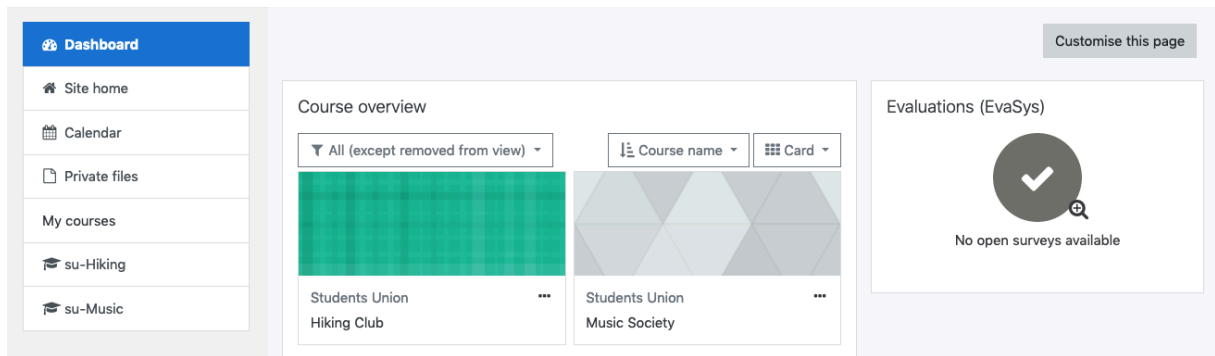 Dashboard
Site home
Calendar
Private files
My courses
su-Hiking
su-Music
Customise this page
Course overview
All (except removed from view)
Course name
Card
Students Union
Hiking Club
Students Union
Music Society
Evaluations (EvaSys)
No open surveys available